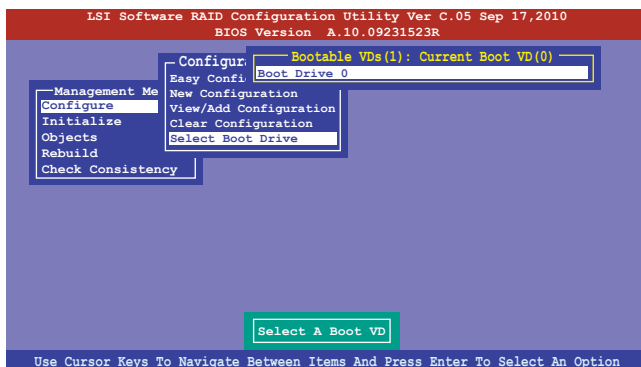 LSI Software RAID Configuration Utility Ver C.05 Sep 17,2010
BIOS Version A.10.09231523R
Bootable VDs(1): Current Boot VD(0)
Boot Drive 0
Configura
Easy Confi
New Configuration
View/Add Configuration
Clear Configuration
Select Boot Drive
Management Me
Configure
Initialize
Objects
Rebuild
Check Consistency
Select A Boot VD
Use Cursor Keys To Navigate Between Items And Press Enter To Select An Option